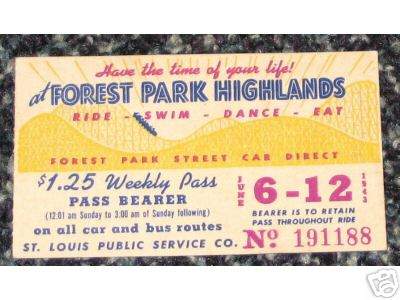 Have the time of your life!
at FOREST PARK HIGHLANDS
RIDE - SWIM - DANCE - EAT
FOREST PARK STREET CAR DIRECT
$1.25 Weekly Pass
PASS BEARER
(12:01 am Sunday to 3:00 am of Sunday following)
on all car and bus routes
ST. LOUIS PUBLIC SERVICE CO.
JUNE 6-12 1943
BEARER IS TO RETAIN
PASS THROUGHOUT RIDE
No 191188
ebY